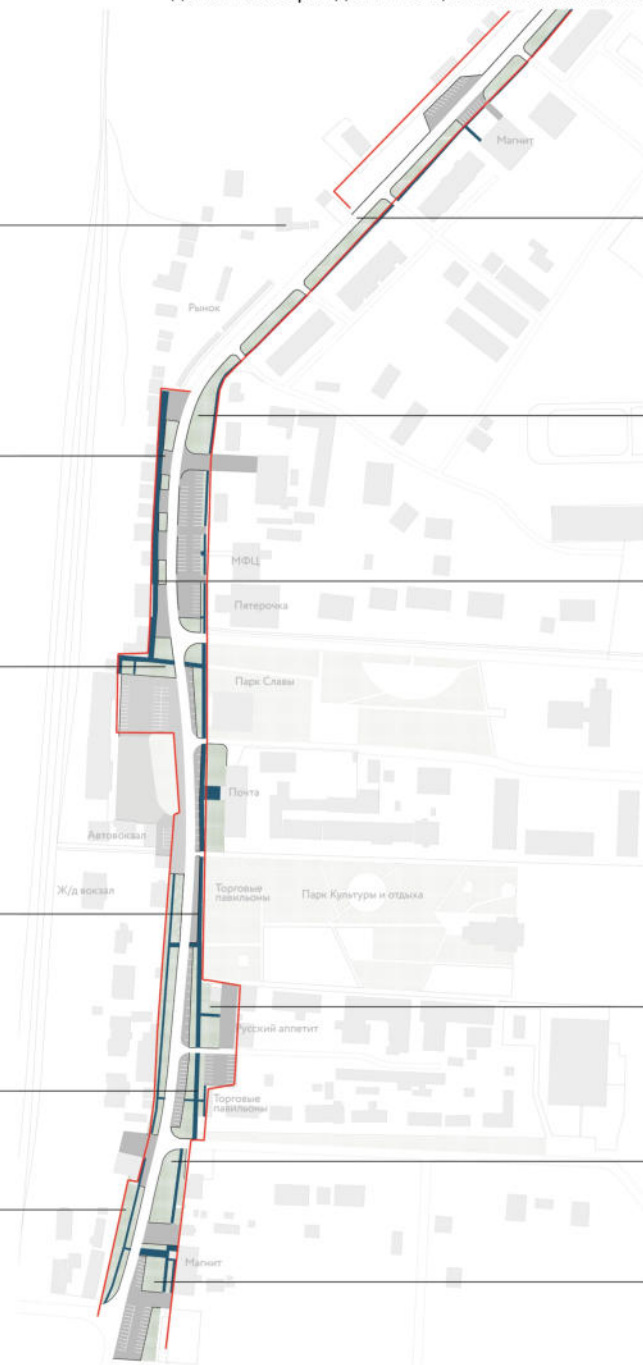 Магнит
Рынок
МФЦ
Пятерочка
Парк Славы
Почта
Автовокзал
Ж/д вокзал
Торговые
павильоны
Парк Культуры и отдыха
Русский аппетит
Торговые
павильоны
Магнит